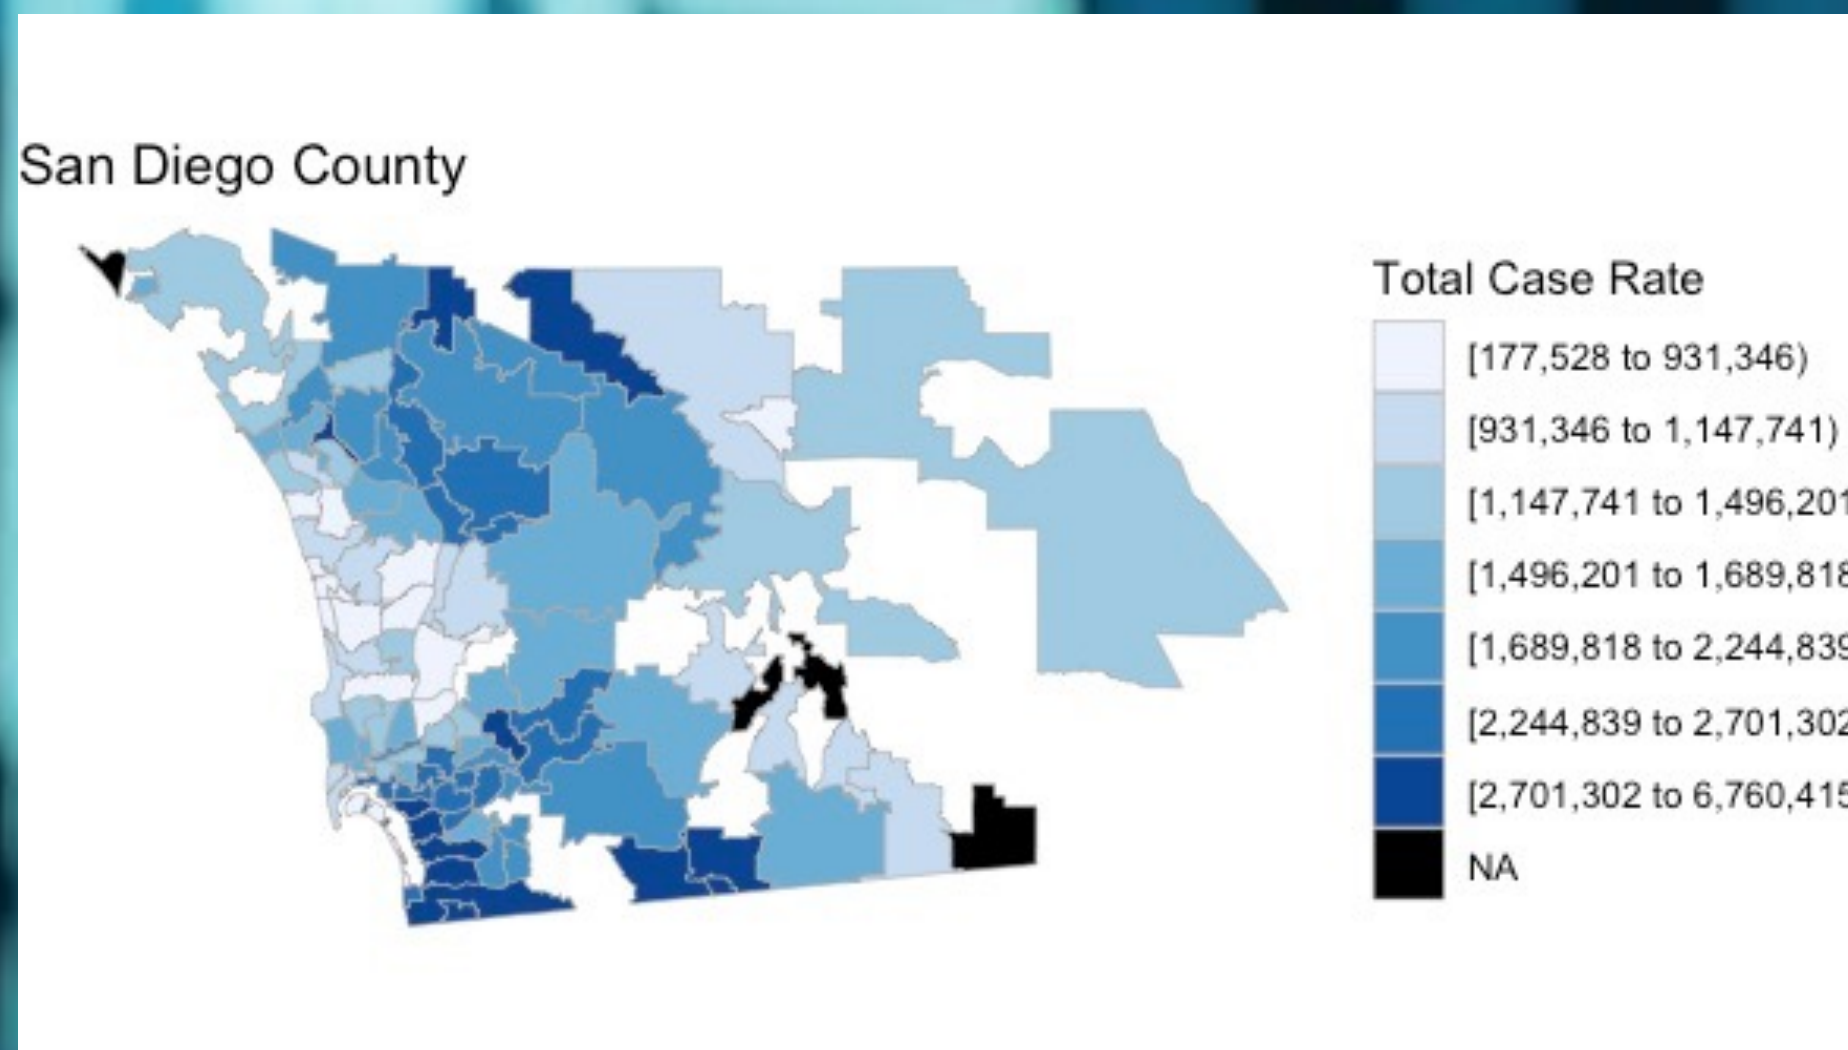 San Diego County
Total Case Rate
[177,528 to 931,346)
[931,346 to 1,147,741)
[1,147,741 to 1,496,201
[1,496,201 to 1,689,818
[1,689,818 to 2,244,839
[2,244,839 to 2,701,302
[2,701,302 to 6,760,415
NA